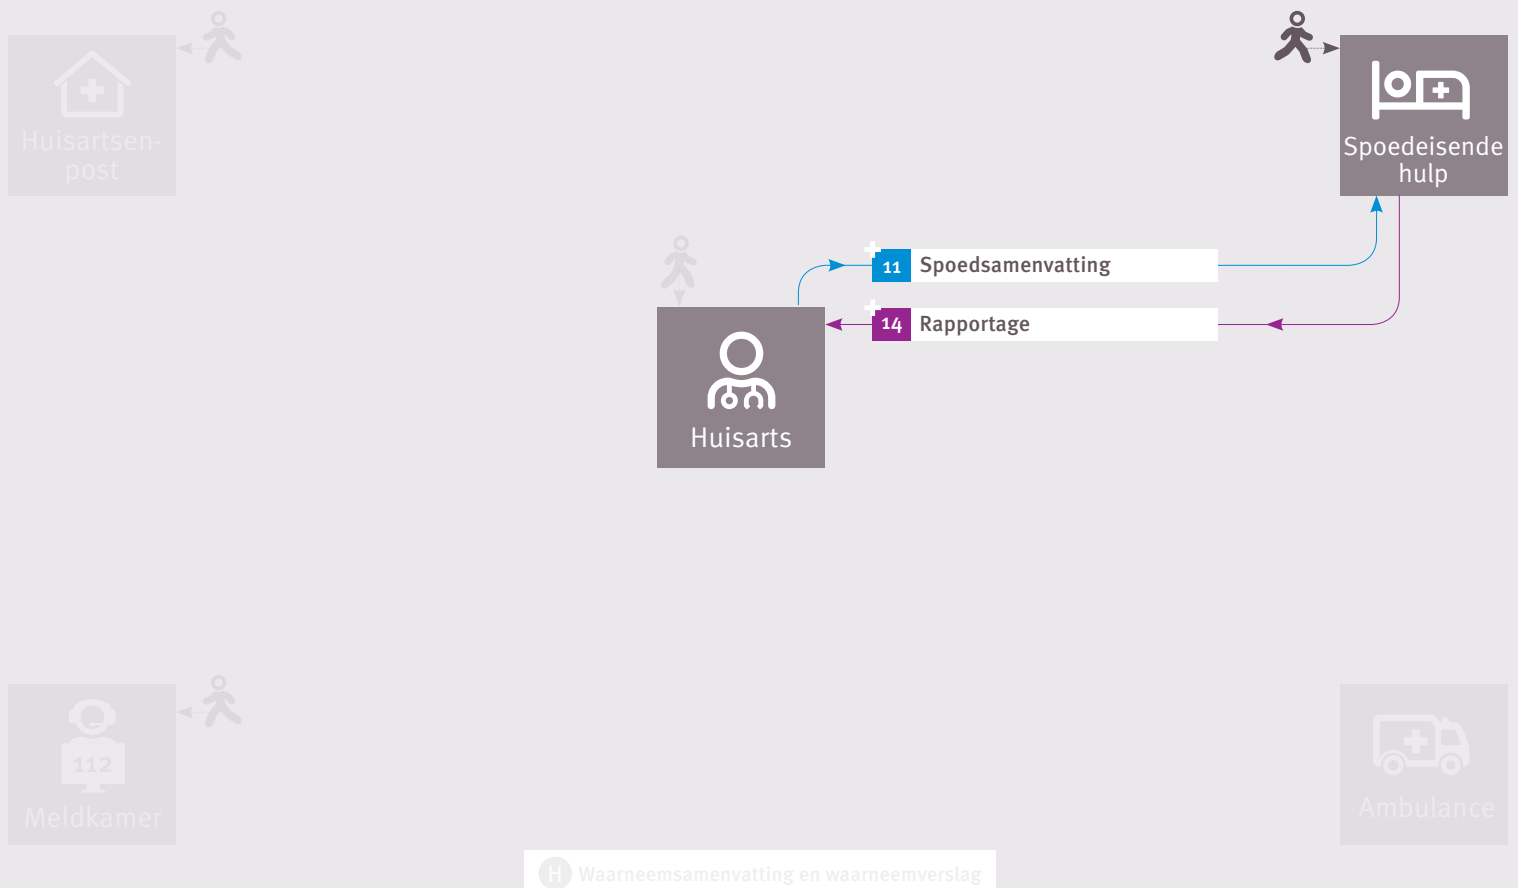 Huisartsen-
post
Spoedeisende
hulp
11 Spoedsamenvatting
14 Rapportage
Huisarts
112
Meldkamer
Ambulance
H Waarneemsamenvatting en waarneemverslag